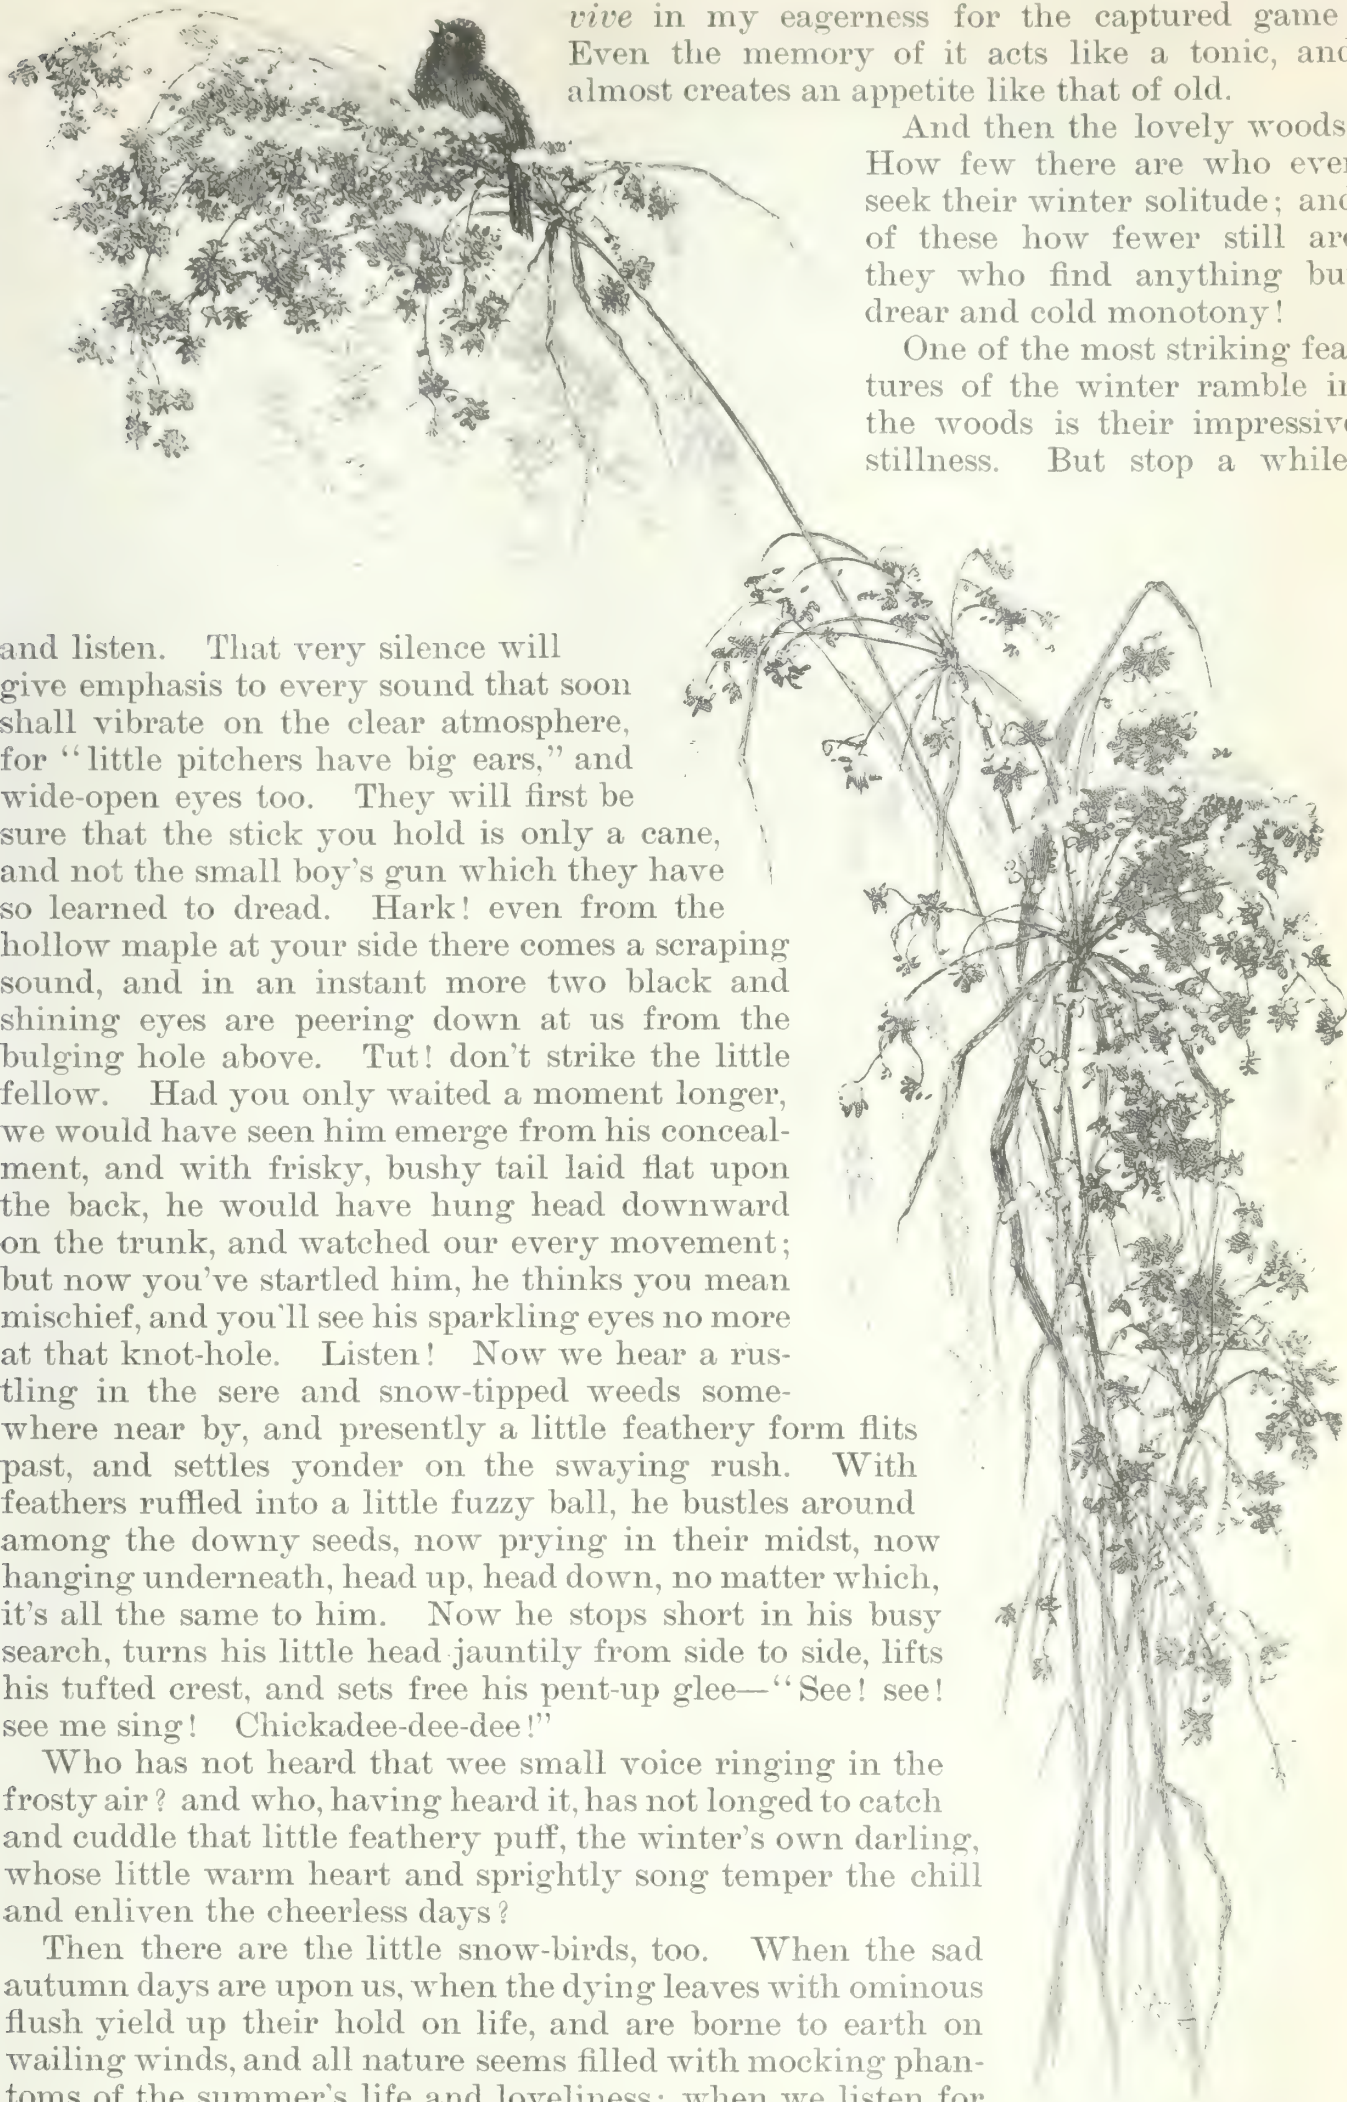 vive in my eagerness for the captured game
Even the memory of it acts like a tonic, and
almost creates an appetite like that of old.
And then the lovely woods
How few there are who ever
seek their winter solitude; and
of these how fewer still are
they who find anything bu
drear and cold monotony!
One of the most striking fea
tures of the winter ramble in
the woods is their impressive
stillness. But stop a while
and listen. That very silence will
give emphasis to every sound that soon
shall vibrate on the clear atmosphere,
for “little pitchers have big ears,” and
wide-open eyes too. They will first be
sure that the stick you hold is only a cane,
and not the small boy's gun which they have
so learned to dread. Hark! even from the
hollow maple at your side there comes a scraping
sound, and in an instant more two black and
shining eyes are peering down at us from the
bulging hole above. Tut! don't strike the little
fellow. Had you only waited a moment longer,
we would have seen him emerge from his conceal-
ment, and with frisky, bushy tail laid flat upon
the back, he would have hung head downward
on the trunk, and watched our every movement;
but now you've startled him, he thinks you mean
mischief, and you'll see his sparkling eyes no more
at that knot-hole. Listen! Now we hear a rus-
tling in the sere and snow-tipped weeds some-
where near by, and presently a little feathery form flits
past, and settles yonder on the swaying rush. With
feathers ruffled into a little fuzzy ball, he bustles around
among the downy seeds, now prying in their midst, now
hanging underneath, head up, head down, no matter which,
it's all the same to him. Now he stops short in his busy
search, turns his little head jauntily from side to side, lifts
his tufted crest, and sets free his pent-up glee—“See! see!
see me sing! Chickadee-dee-dee!”
Who has not heard that wee small voice ringing in the
frosty air? and who, having heard it, has not longed to catch
and cuddle that little feathery puff, the winter's own darling,
whose little warm heart and sprightly song temper the chill
and enliven the cheerless days?
Then there are the little snow-birds, too. When the sad
autumn days are upon us, when the dying leaves with ominous
flush yield up their hold on life, and are borne to earth on
wailing winds, and all nature seems filled with mocking phan-
toms of the summer's life and loveliness; when we listen for